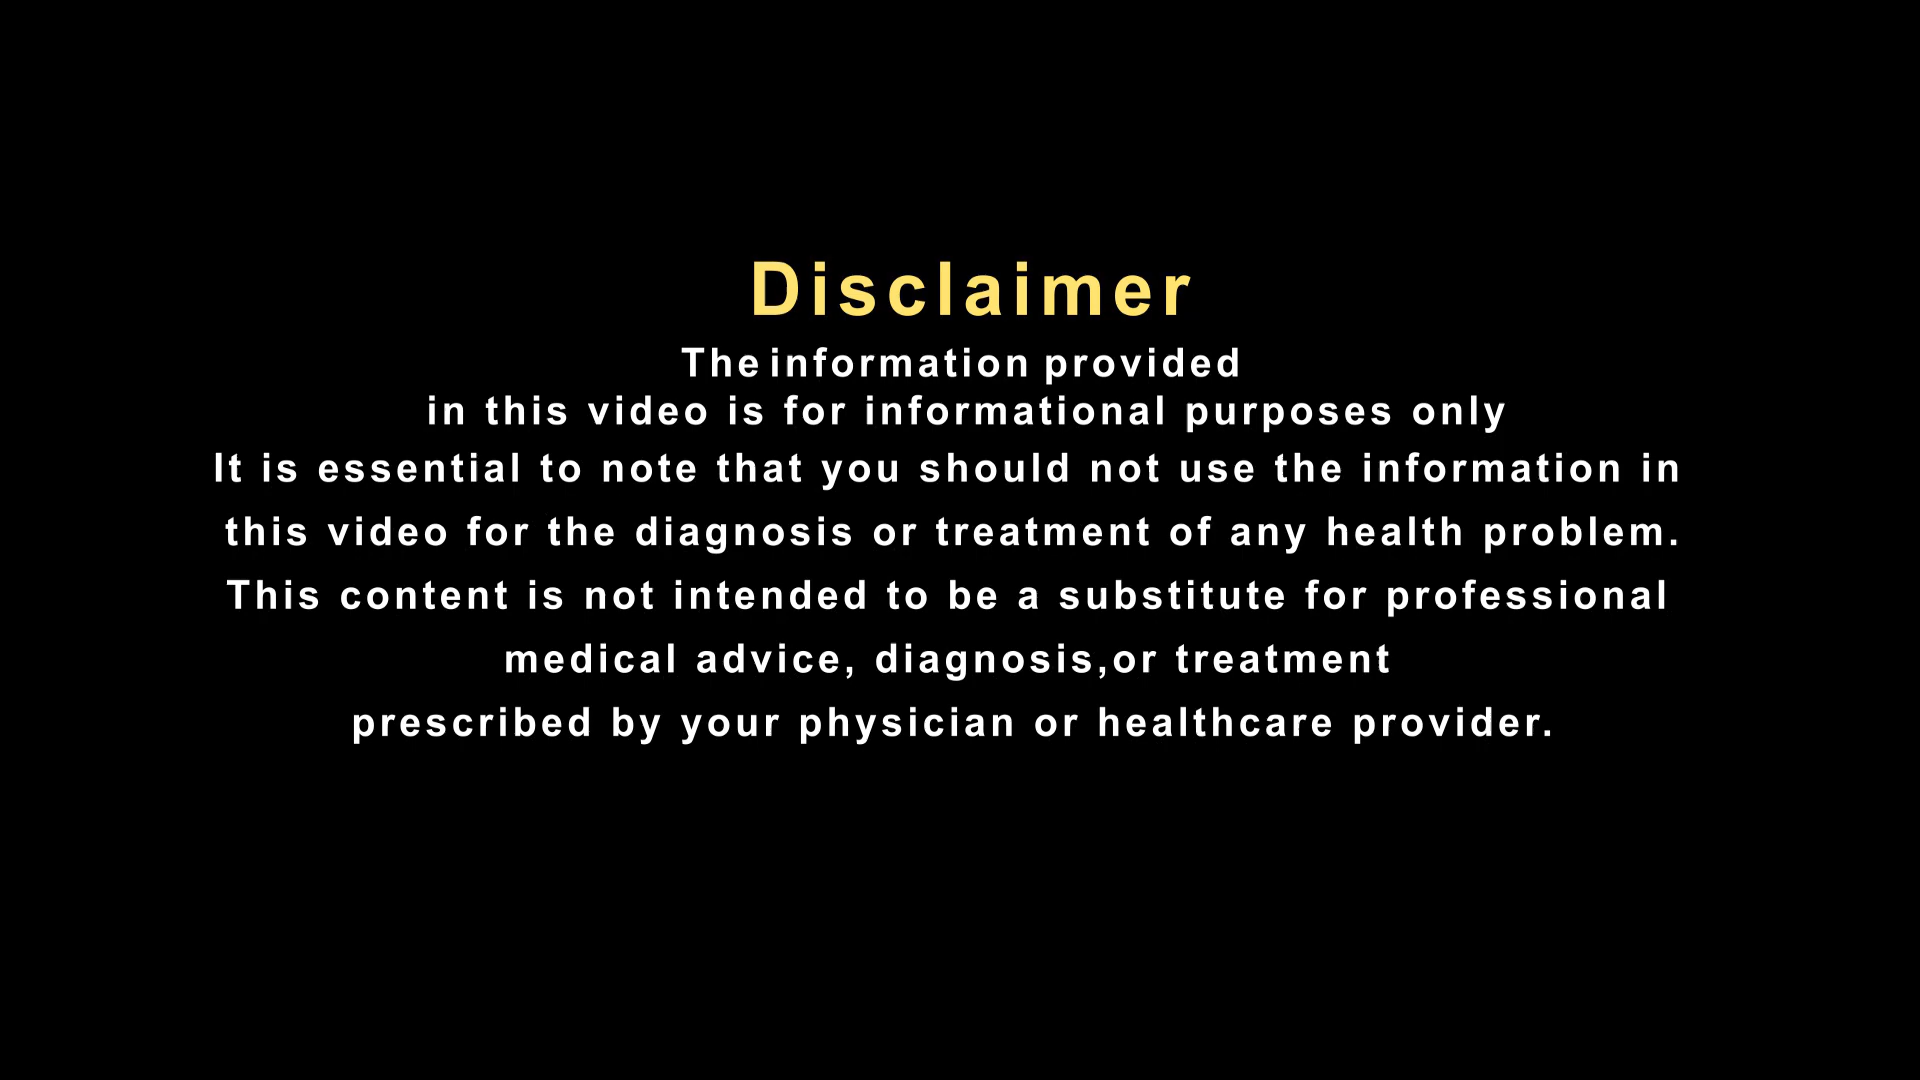 Disclaimer
The information provided
in this video is for informational purposes only
It is essential to note that you should not use the information in
this video for the diagnosis or treatment of any health problem.
This content is not intended to be a substitute for professional
medical advice, diagnosis,or treatment
prescribed by your physician or healthcare provider.